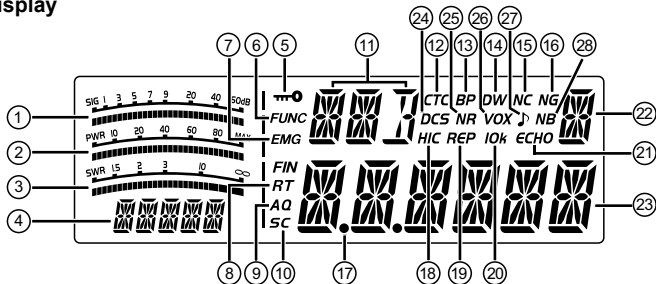 display
24 25 26 27
7 6 5 11 12 13 14 15 16 28
SIG 1 3 5 7 9 20 40 60dB CTC BP DW NC NG
1 FUNC DCS NR VOX ♪ NB 22
PWR 10 20 40 60 80 MAX EMG HIC REP 10k ECHO
2 21
SWR 1.5 2 3 10 ∞ FIN
3 RT
4 AQ 23
SC
8 9 10 17 18 19 20